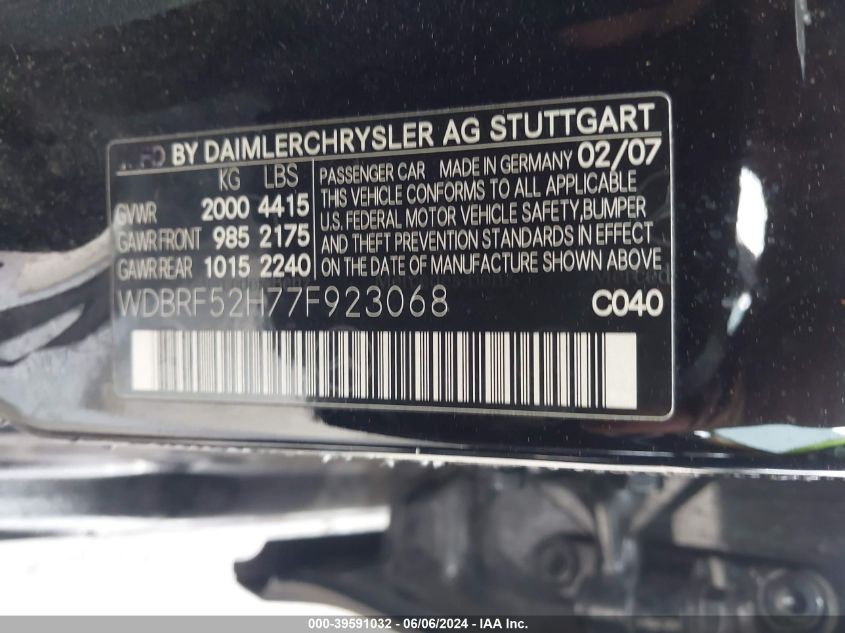 BY DAIMLERCHRYSLER AG STUTTGART
KG LBS
GVWR 2000 4415
GAWR FRONT 985 2175
GAWR REAR 1015 2240
PASSENGER CAR MADE IN GERMANY 02/07
THIS VEHICLE CONFORMS TO ALL APPLICABLE
U.S. FEDERAL MOTOR VEHICLE SAFETY, BUMPER
AND THEFT PREVENTION STANDARDS IN EFFECT
ON THE DATE OF MANUFACTURE SHOWN ABOVE
WDBRF52H77F923068 C040
000-39591032 - 06/06/2024 - IAA Inc.